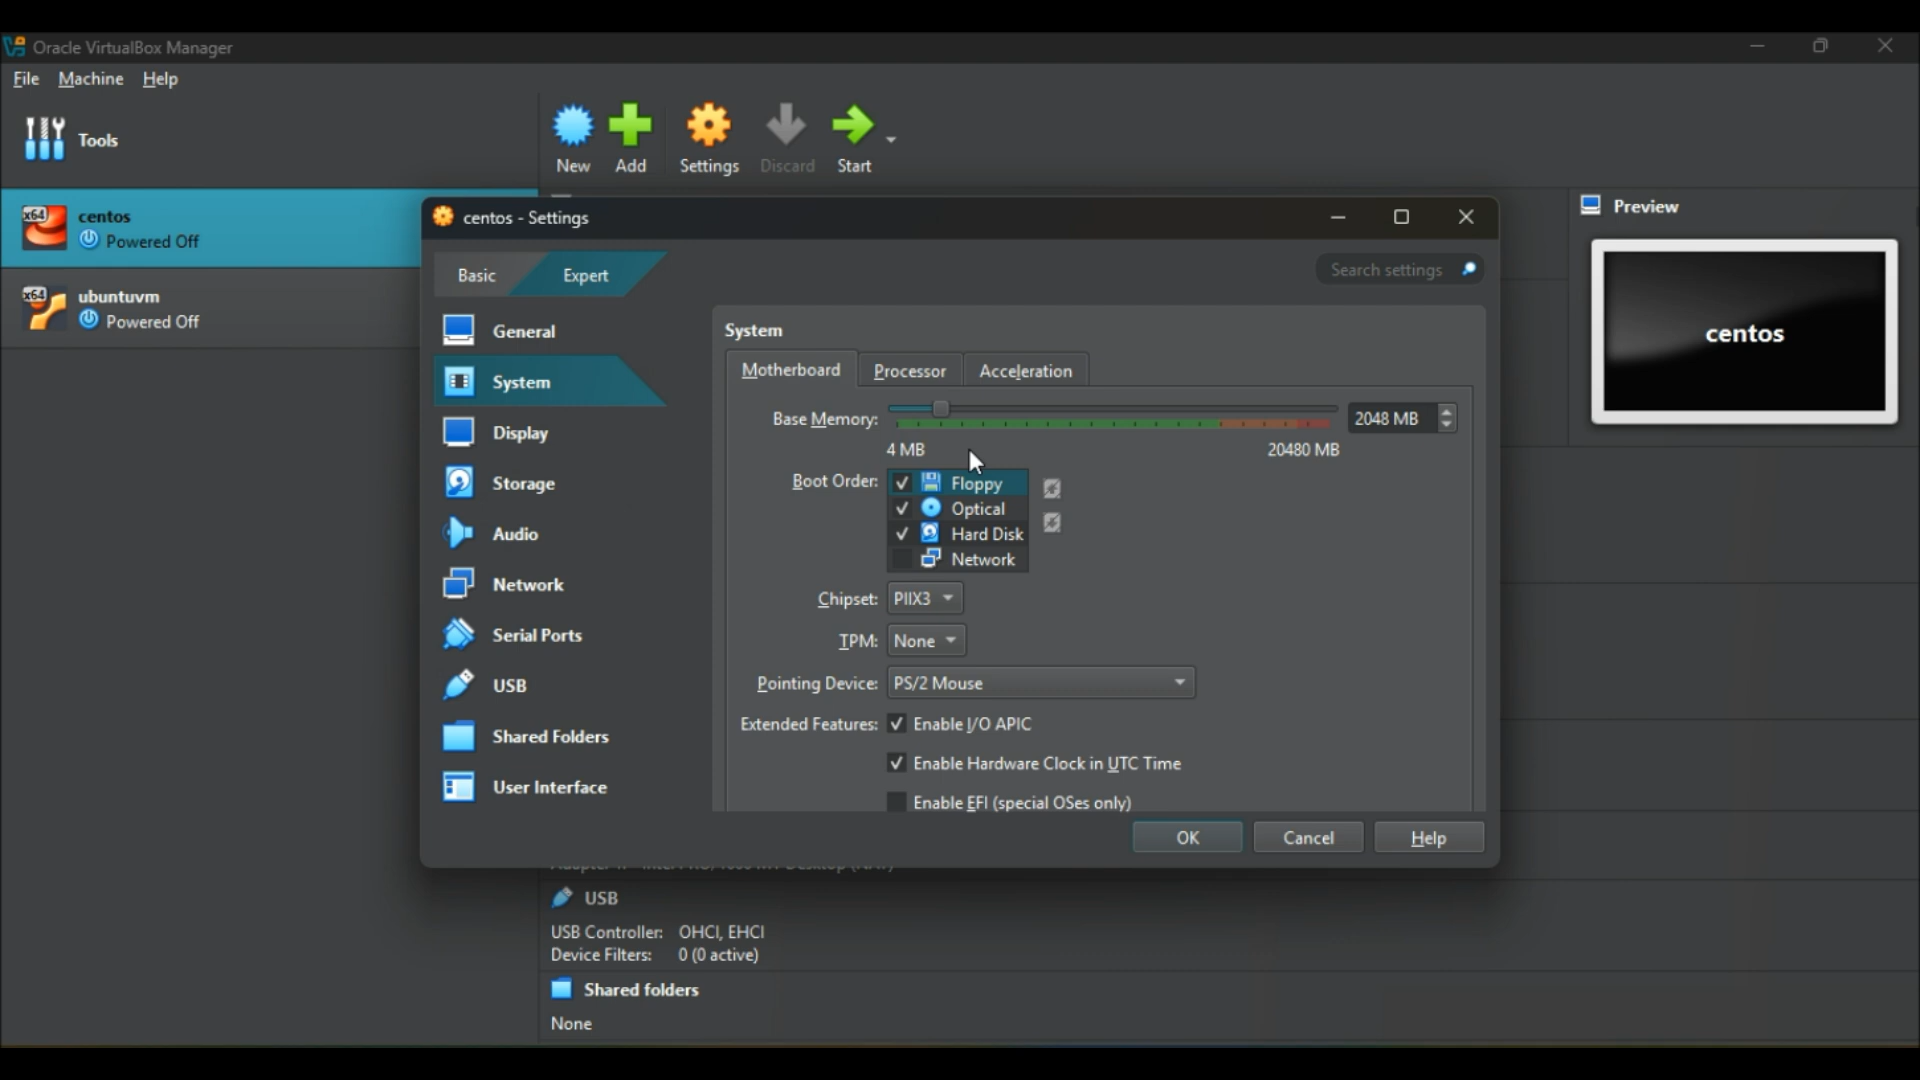 Oracle VirtualBox Manager
File Machine Help
Tools
New Add Settings Discard Start
x64 centos
Powered Off
x64 ubuntuvm
Powered Off
Preview
centos
centos - Settings
Basic Expert
Search settings
General
System
Display
Storage
Audio
Network
Serial Ports
USB
Shared Folders
User Interface
System
Motherboard Processor Acceleration
Base Memory: 2048 MB
4 MB 20480 MB
Boot Order: Floppy
Optical
Hard Disk
Network
Chipset: PIIX3
TPM: None
Pointing Device: PS/2 Mouse
Extended Features: Enable I/O APIC
Enable Hardware Clock in UTC Time
Enable EFI (special OSes only)
OK Cancel Help
USB
USB Controller: OHCI, EHCI
Device Filters: 0 (0 active)
Shared folders
None